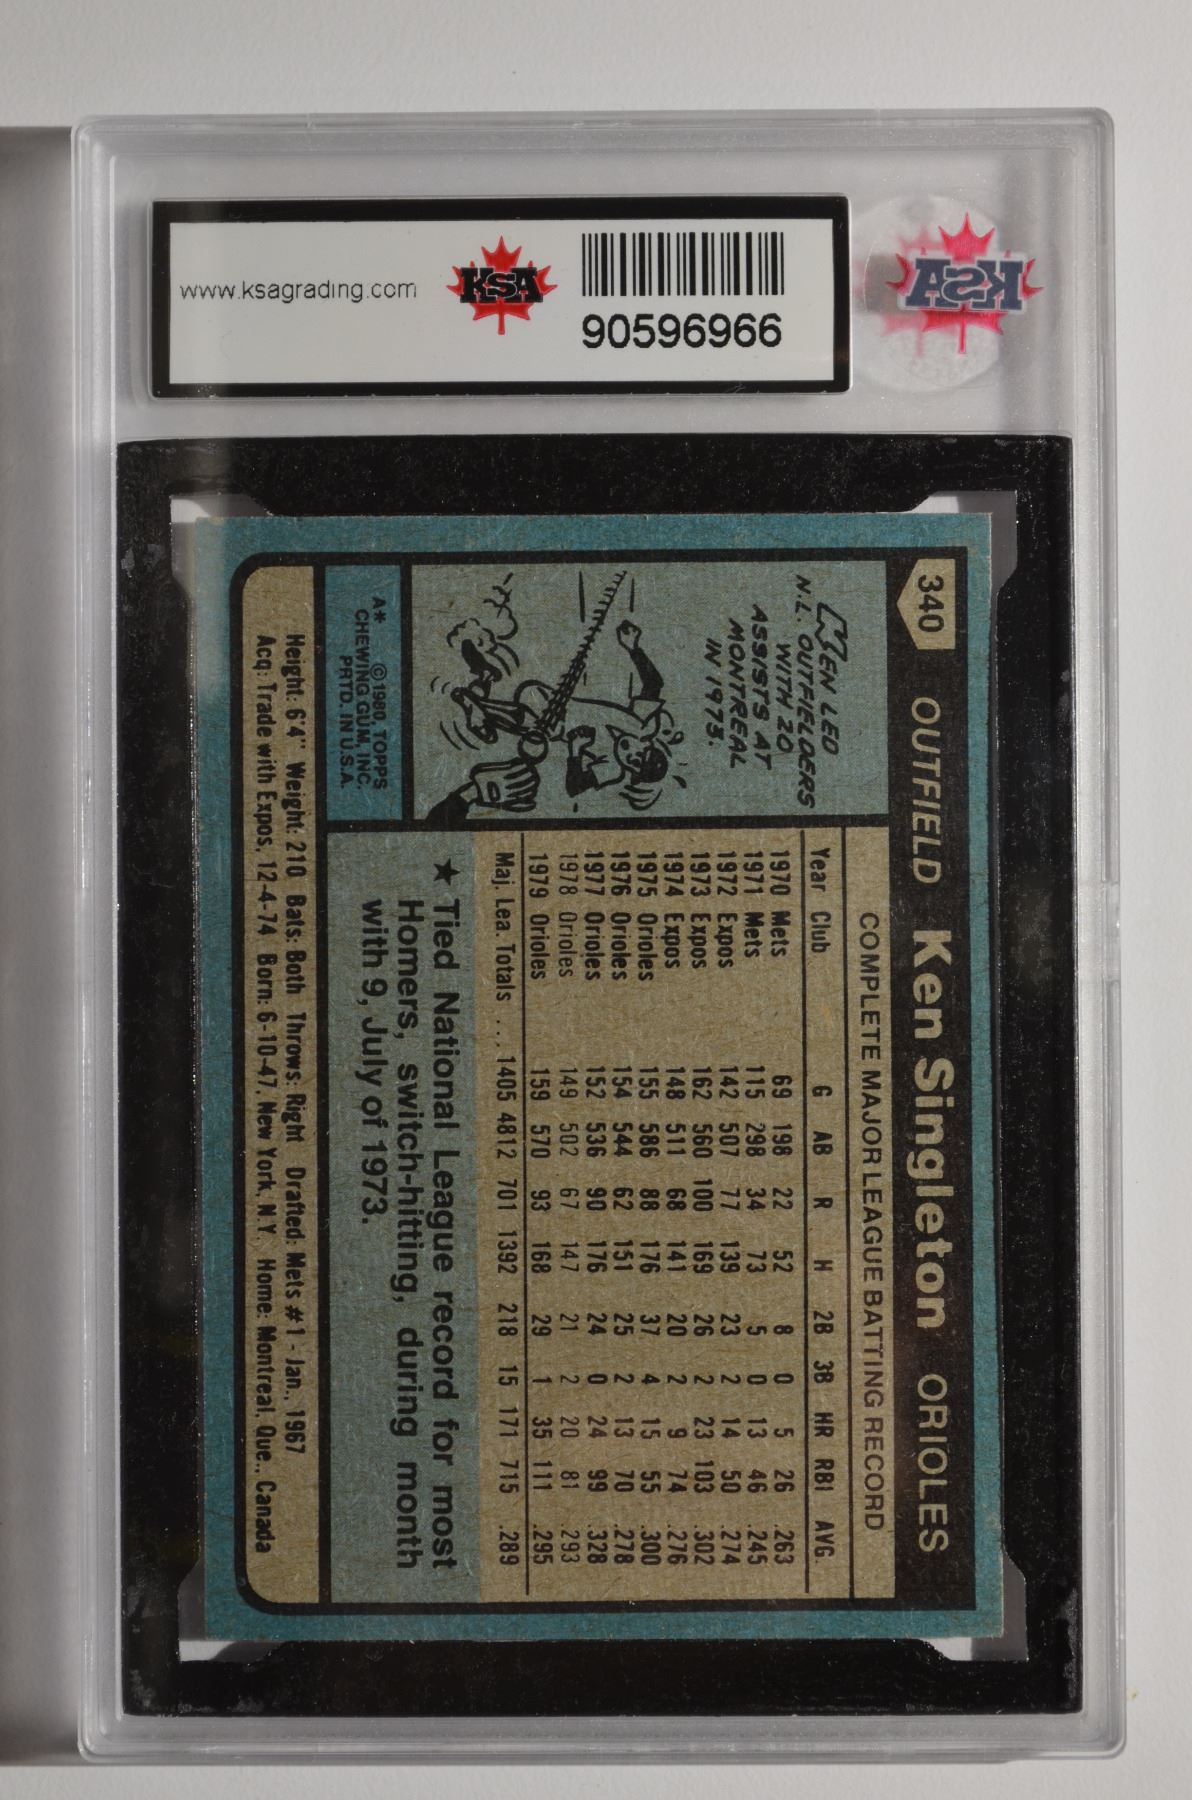 www.ksagrading.com
KSA
90596966
KSA
340 OUTFIELD Ken Singleton ORIOLES
COMPLETE MAJOR LEAGUE BATTING RECORD
Year Club G AB R H 2B 3B HR RBI AVG.
1970 Mets 69 198 22 52 8 0 5 26 .263
1971 Mets 115 298 34 73 5 0 13 46 .245
1972 Expos 142 507 77 139 23 2 14 50 .274
1973 Expos 162 560 100 169 26 2 23 103 .302
1974 Expos 148 511 68 141 20 2 9 74 .276
1975 Orioles 155 586 88 176 37 4 15 55 .300
1976 Orioles 154 544 62 151 25 2 13 70 .278
1977 Orioles 152 536 90 176 24 0 24 99 .328
1978 Orioles 149 502 67 147 21 2 20 81 .293
1979 Orioles 159 570 93 168 29 1 35 111 .295
Maj. Lea. Totals ... 1405 4812 701 1392 218 15 171 715 .289
KEN LED
N.L. OUTFIELDERS
WITH 20
ASSISTS AT
MONTREAL
IN 1973.
★ Tied National League record for most
Homers, switch-hitting, during month
with 9, July of 1973.
A* ©1980 TOPPS
CHEWING GUM, INC.
PRTD. IN U.S.A.
Height: 6'4" Weight: 210 Bats: Both Throws: Right Drafted: Mets #1 - Jan., 1967
Acq: Trade with Expos, 12-4-74 Born: 6-10-47, New York, N.Y. Home: Montreal, Que., Canada